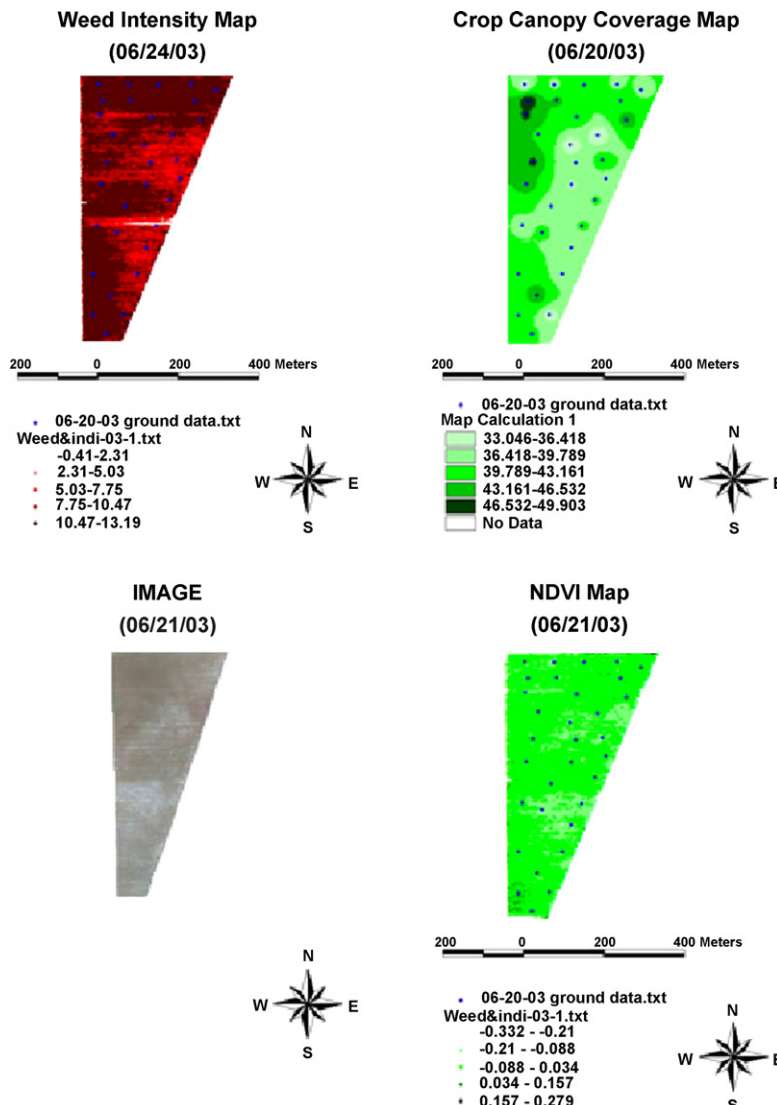 Weed Intensity Map
(06/24/03)
200 0 200 400 Meters
06-20-03 ground data.txt
Weed&indi-03-1.txt
-0.41-2.31
2.31-5.03
5.03-7.75
7.75-10.47
10.47-13.19
N
W E
S
Crop Canopy Coverage Map
(06/20/03)
200 0 200 400 Meters
06-20-03 ground data.txt
Map Calculation 1
33.046-36.418
36.418-39.789
39.789-43.161
43.161-46.532
46.532-49.903
No Data
N
W E
S
IMAGE
(06/21/03)
N
W E
S
NDVI Map
(06/21/03)
200 0 200 400 Meters
06-20-03 ground data.txt
Weed&indi-03-1.txt
-0.332 - -0.21
-0.21 - -0.088
-0.088 - 0.034
0.034 - 0.157
0.157 - 0.279
N
W E
S